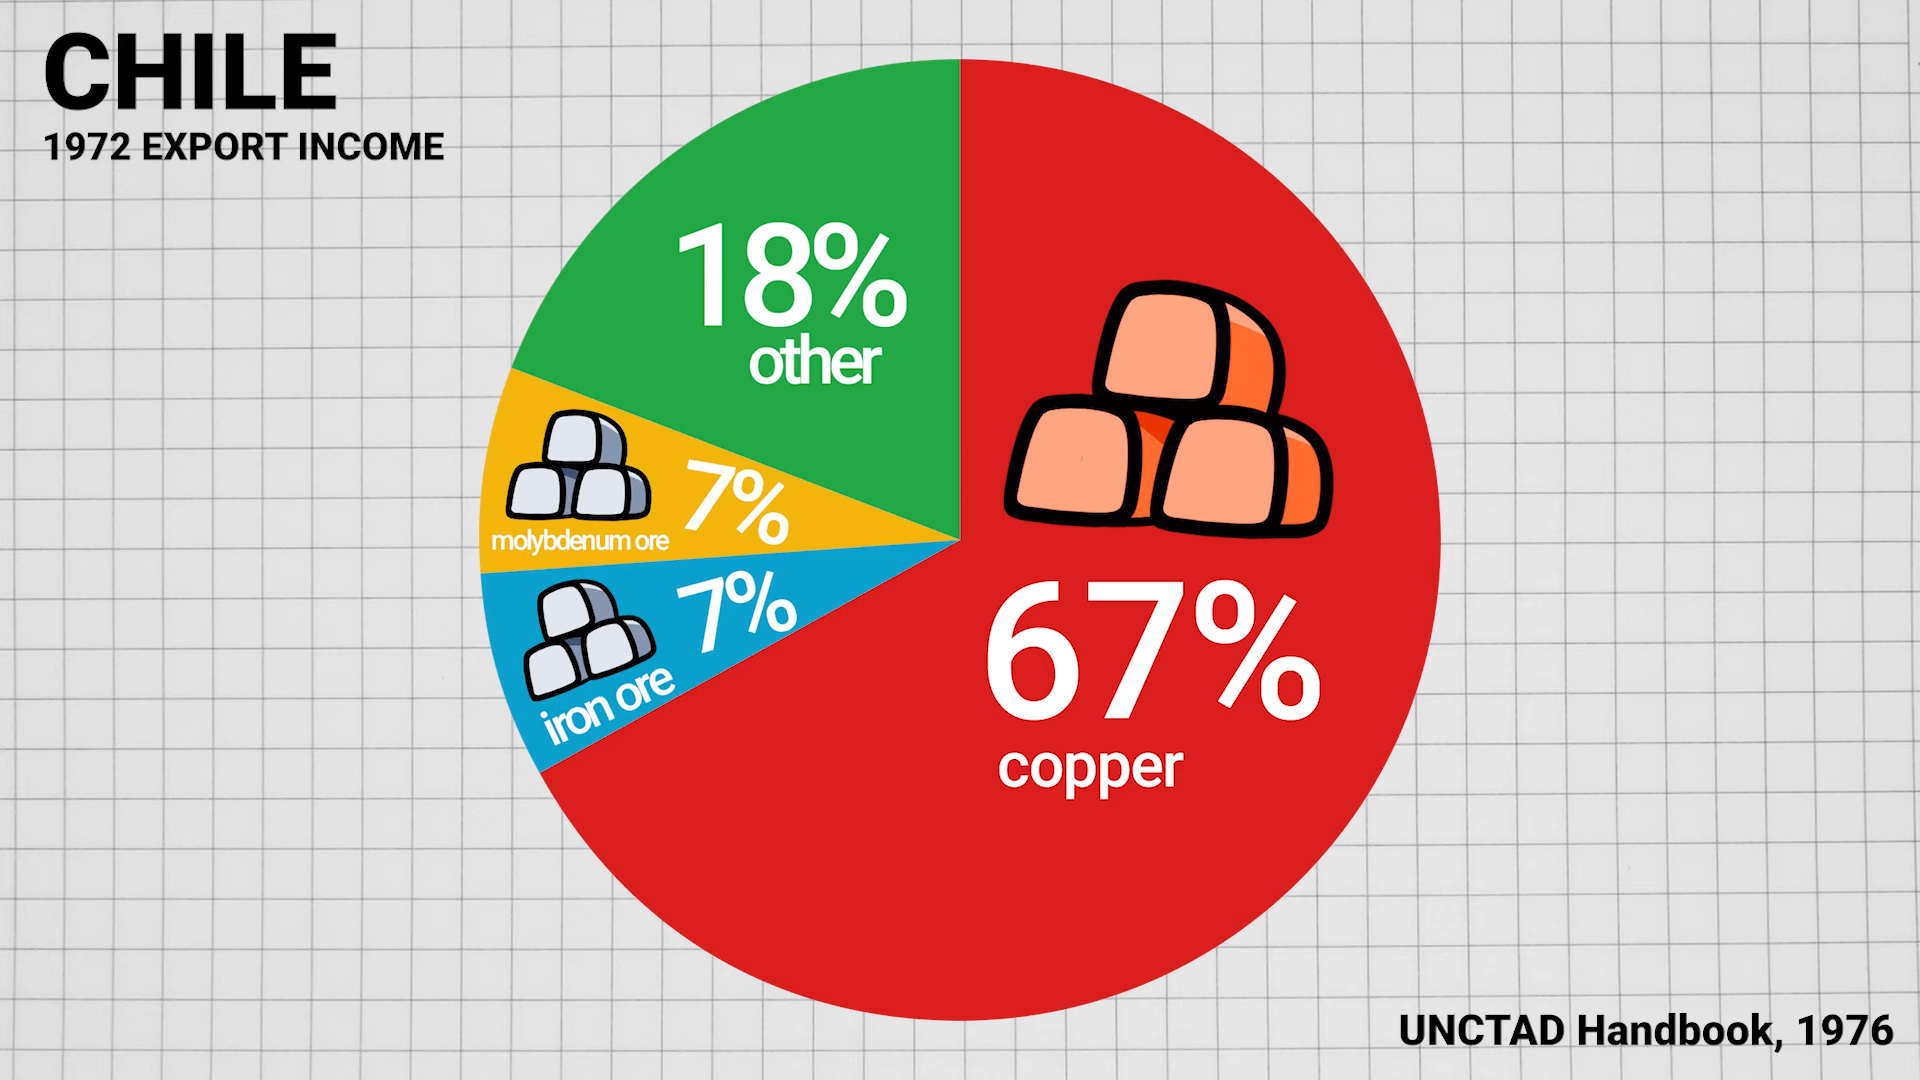 CHILE
1972 EXPORT INCOME
18%
other
7%
molybdenum ore
7%
iron ore
67%
copper
UNCTAD Handbook, 1976